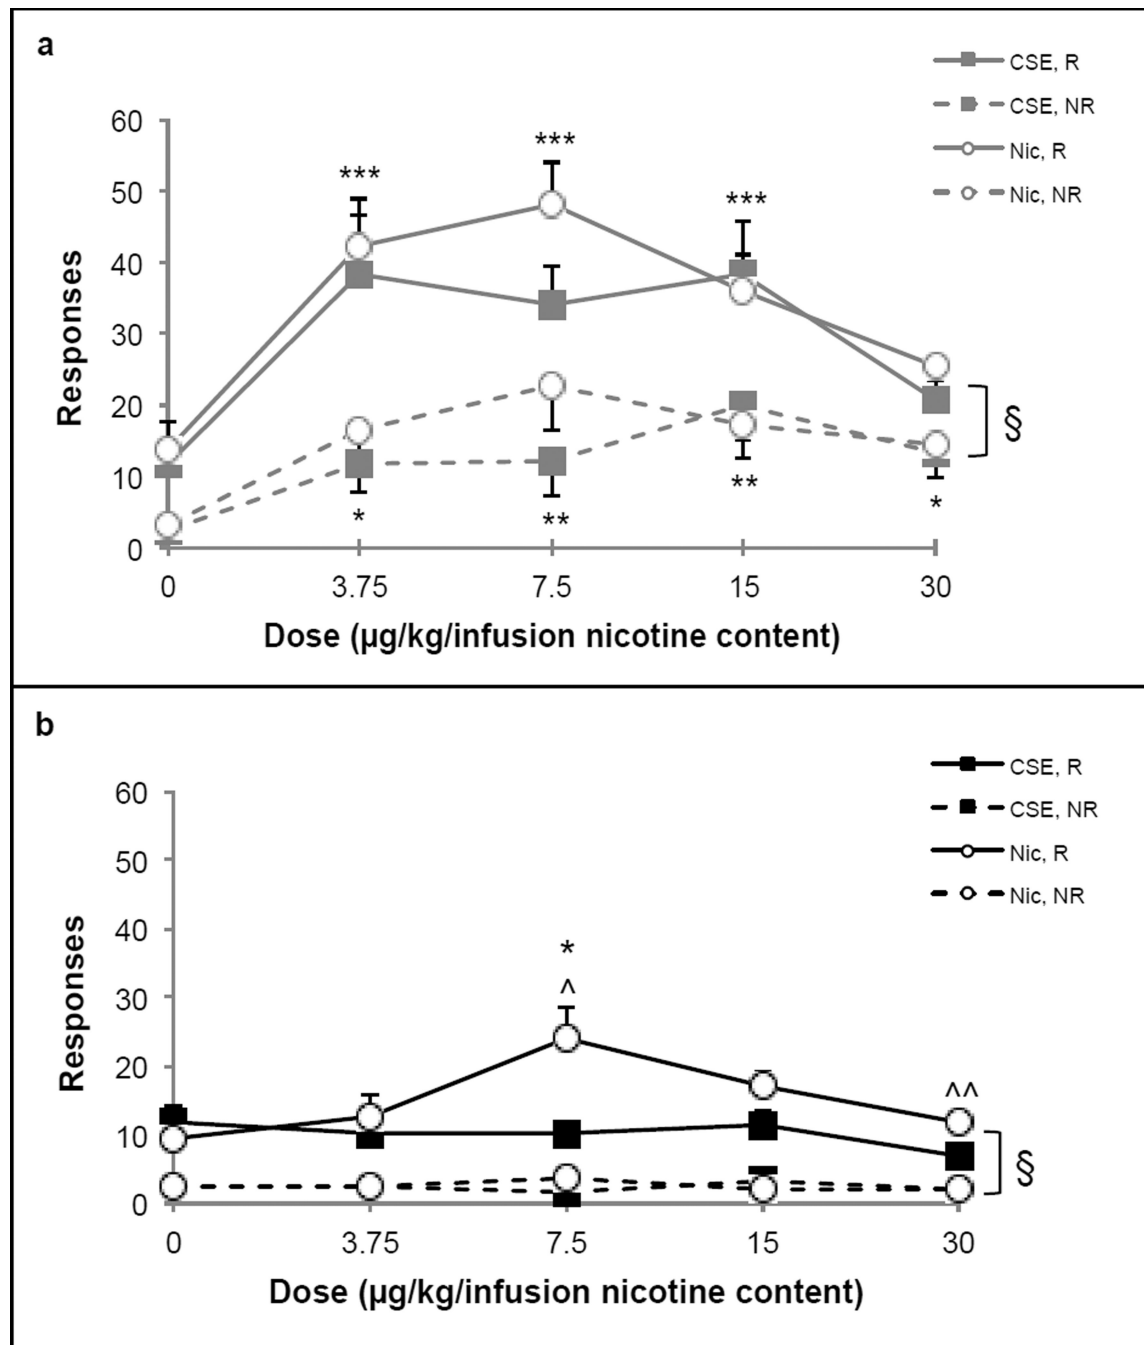 a
CSE, R
CSE, NR
Nic, R
Nic, NR
60
50
40
30
20
10
0
Responses
***
***
***
*
**
**
*
§
0 3.75 7.5 15 30
Dose (µg/kg/infusion nicotine content)
b
CSE, R
CSE, NR
Nic, R
Nic, NR
60
50
40
30
20
10
0
Responses
*
^
^^
§
0 3.75 7.5 15 30
Dose (µg/kg/infusion nicotine content)